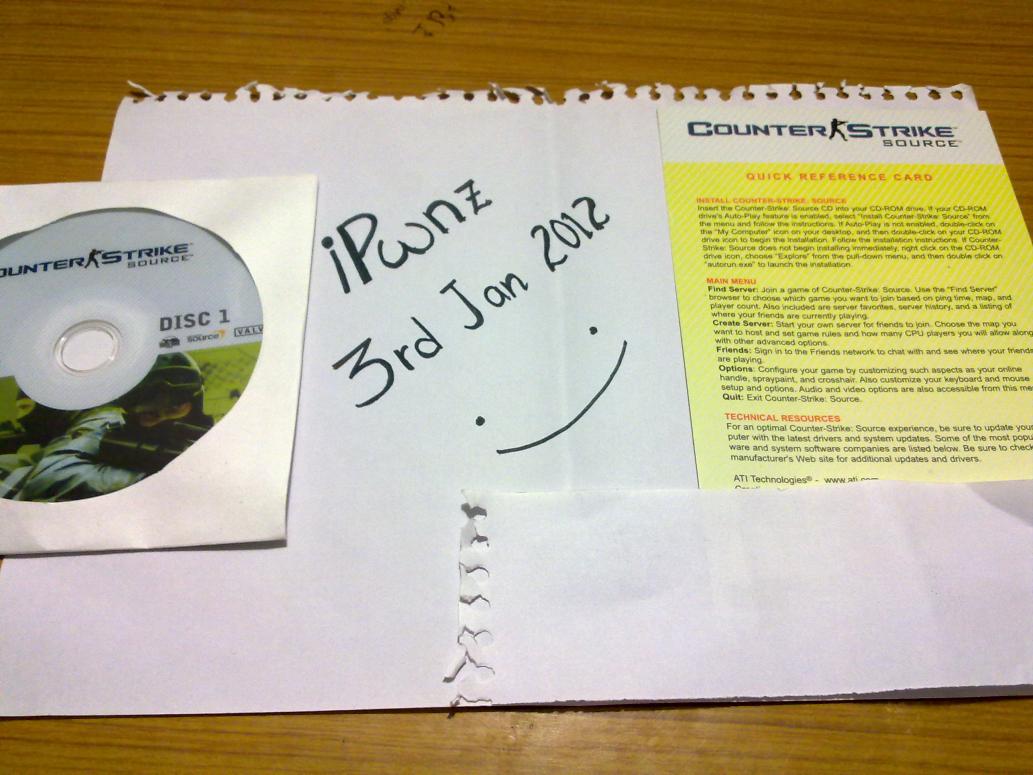 COUNTER STRIKE
SOURCE
DISC 1
source
VALV
iPwnz
3rd Jan 2012
COUNTER STRIKE
SOURCE
QUICK REFERENCE CARD
INSTALL COUNTER-STRIKE: SOURCE
Insert the Counter-Strike: Source CD into your CD-ROM drive. If your CD-ROM
drive's Auto-Play feature is enabled, select "Install Counter-Strike: Source" from
the menu and follow the instructions. If Auto-Play is not enabled, double-click on
the "My Computer" icon on your desktop, and then double-click on your CD-ROM
drive icon to begin the installation. Follow the installation instructions. If Counter-
Strike: Source does not begin installing immediately, right click on the CD-ROM
drive icon, choose "Explore" from the pull-down menu, and then double click on
"autorun.exe" to launch the installation.
MAIN MENU
Find Server: Join a game of Counter-Strike: Source. Use the "Find Server"
browser to choose which game you want to join based on ping time, map, and
player count. Also included are server favorites, server history, and a listing of
where your friends are currently playing.
Create Server: Start your own server for friends to join. Choose the map you
want to host and set game rules and how many CPU players you will allow along
with other advanced options.
Friends: Sign in to the Friends network to chat with and see where your friends
are playing.
Options: Configure your game by customizing such aspects as your online
handle, spraypaint, and crosshair. Also customize your keyboard and mouse
setup and options. Audio and video options are also accessible from this me
Quit: Exit Counter-Strike: Source.
TECHNICAL RESOURCES
For an optimal Counter-Strike: Source experience, be sure to update your
puter with the latest drivers and system updates. Some of the most popu
ware and system software companies are listed below. Be sure to check
manufacturer's Web site for additional updates and drivers.
ATI Technologies® - www.ati.com